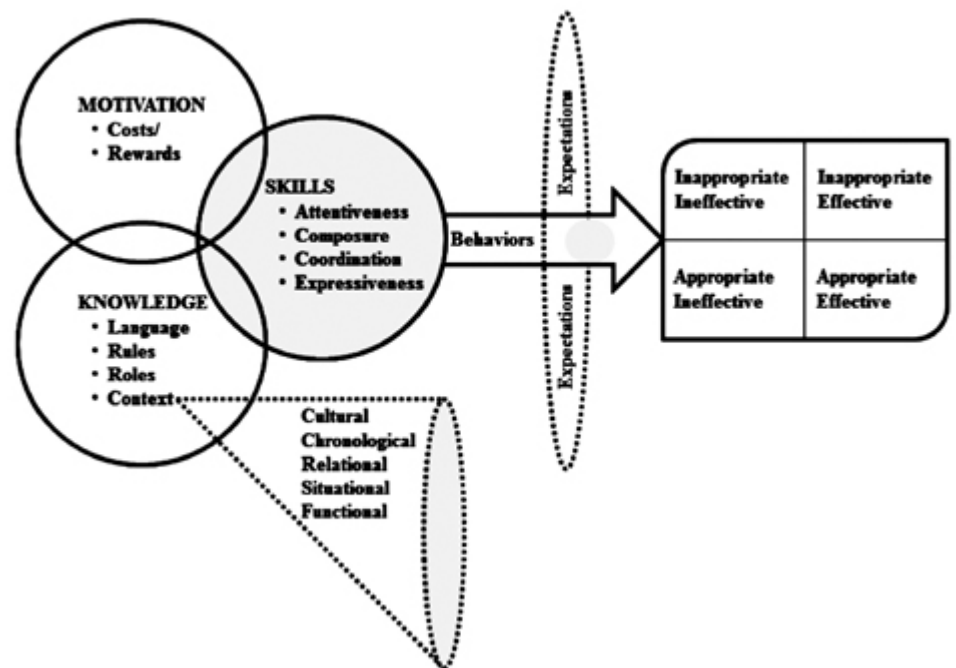 MOTIVATION
• Costs/
• Rewards
SKILLS
• Attentiveness
• Composure
• Coordination
• Expressiveness
KNOWLEDGE
• Language
• Rules
• Roles
• Context
Cultural
Chronological
Relational
Situational
Functional
Behaviors
Expectations
Expectations
Inappropriate
Ineffective
Inappropriate
Effective
Appropriate
Ineffective
Appropriate
Effective